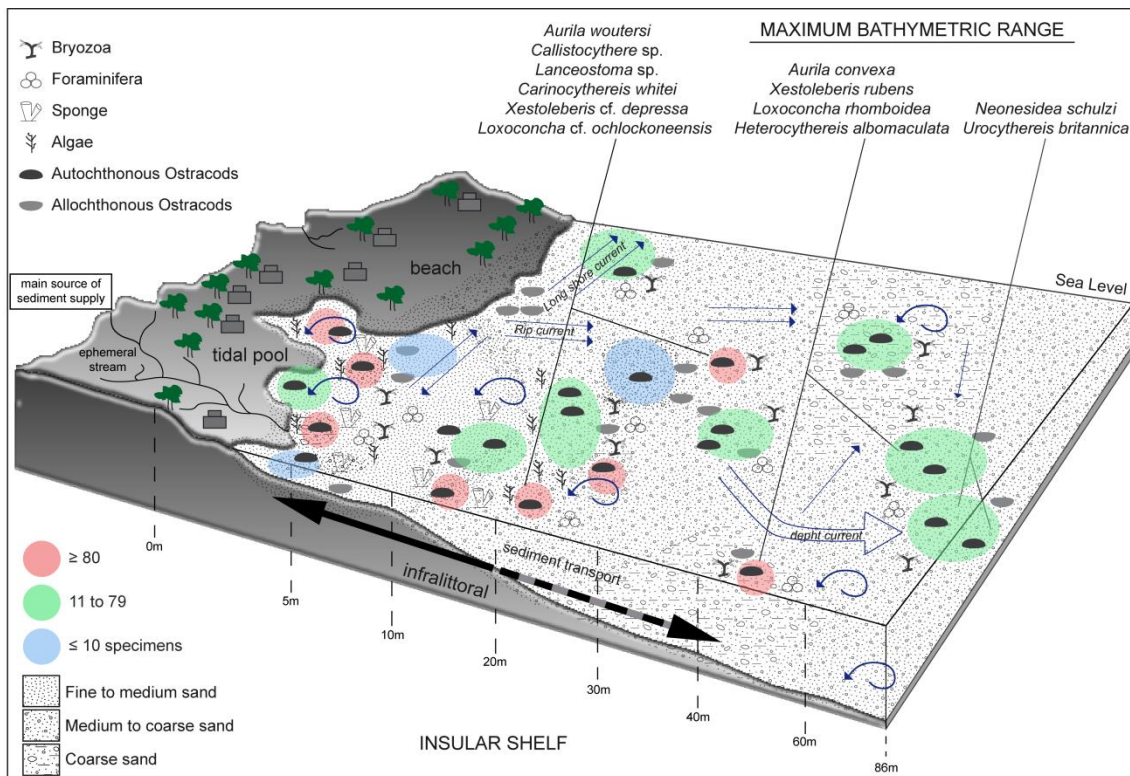 Bryozoa
Foraminifera
Sponge
Algae
Autochthonous Ostracods
Allochthonous Ostracods
Aurila woutersi
Callistocythere sp.
Lanceostoma sp.
Carinocythereis whitei
Xestoleberis cf. depressa
Loxoconcha cf. ochlockoneensis
MAXIMUM BATHYMETRIC RANGE
Aurila convexa
Xestoleberis rubens
Loxoconcha rhomboidea
Heterocythereis albomaculata
Neonesidea schulzi
Urocythereis britannica
main source of
sediment supply
beach
tidal pool
ephemeral
stream
Long shore current
Rip current
Sea Level
depht current
sediment transport
infralittoral
0m
5m
10m
20m
30m
40m
60m
86m
≥ 80
11 to 79
≤ 10 specimens
Fine to medium sand
Medium to coarse sand
Coarse sand
INSULAR SHELF